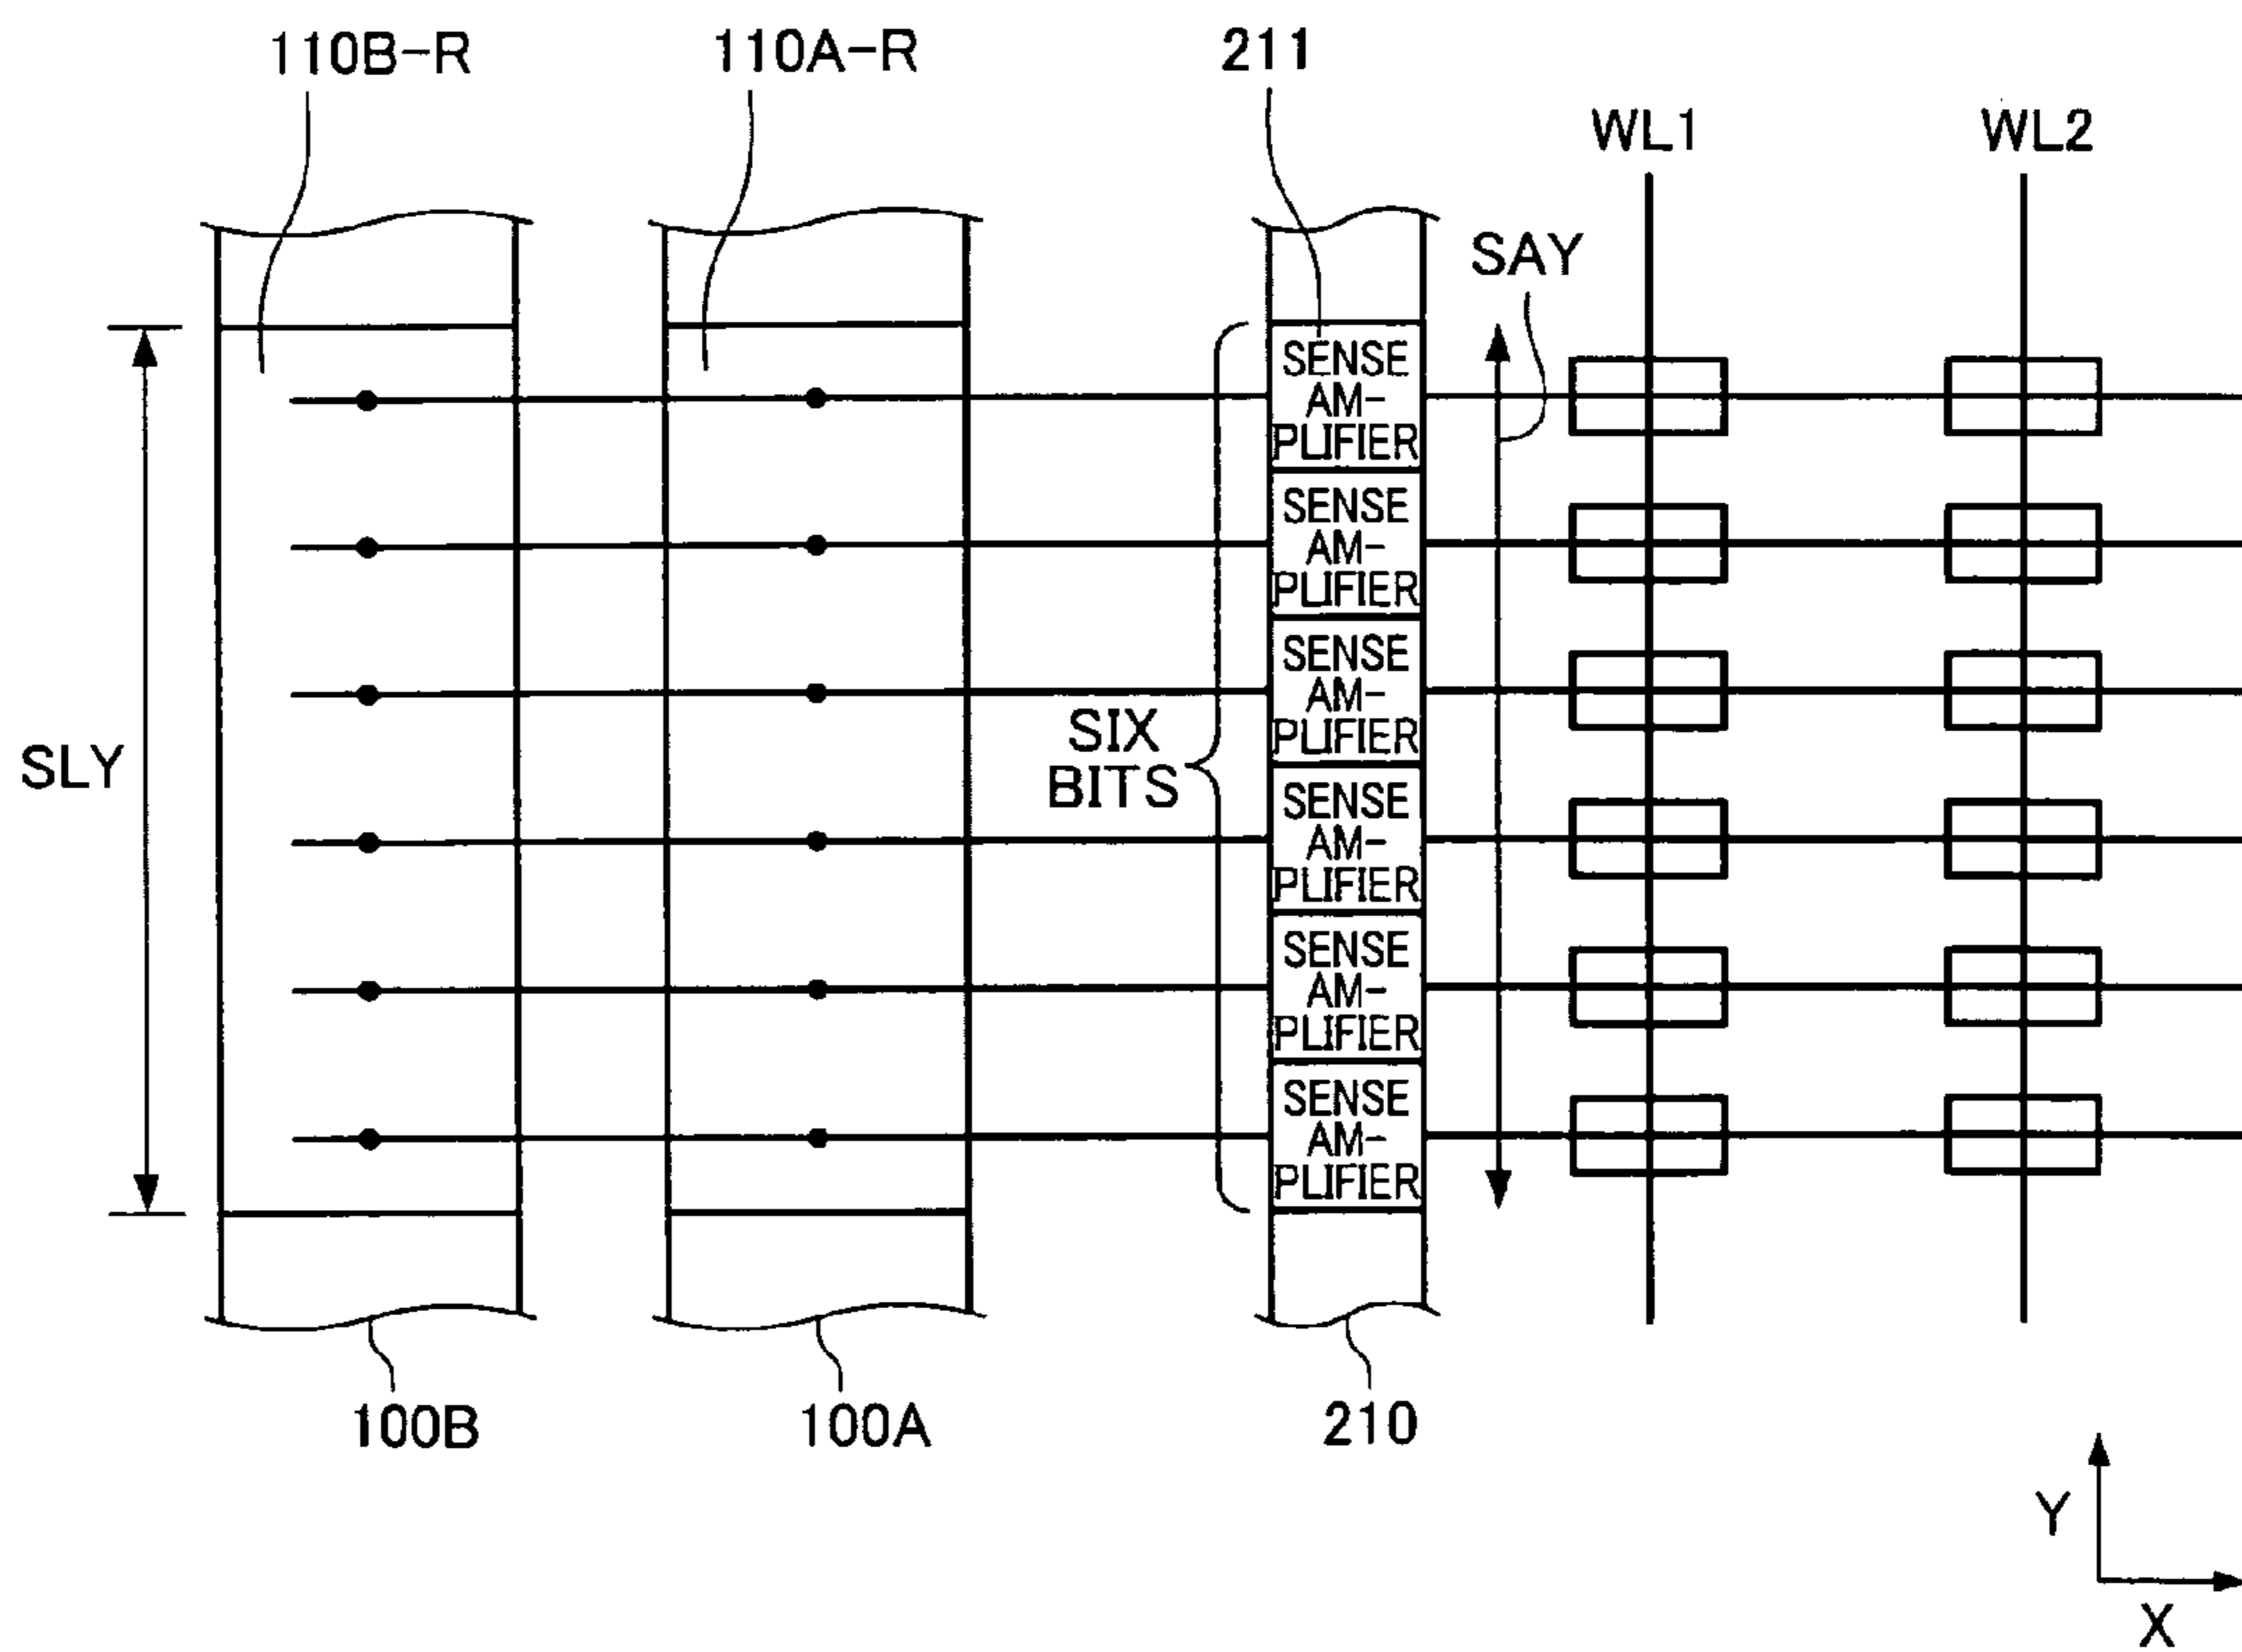 110B-R
110A-R
211
WL1
WL2
SAY
SENSE
AM-
PLIFIER
SENSE
AM-
PLIFIER
SENSE
AM-
PLIFIER
SENSE
AM-
PLIFIER
SENSE
AM-
PLIFIER
SENSE
AM-
PLIFIER
SIX
BITS
SLY
100B
100A
210
Y
X